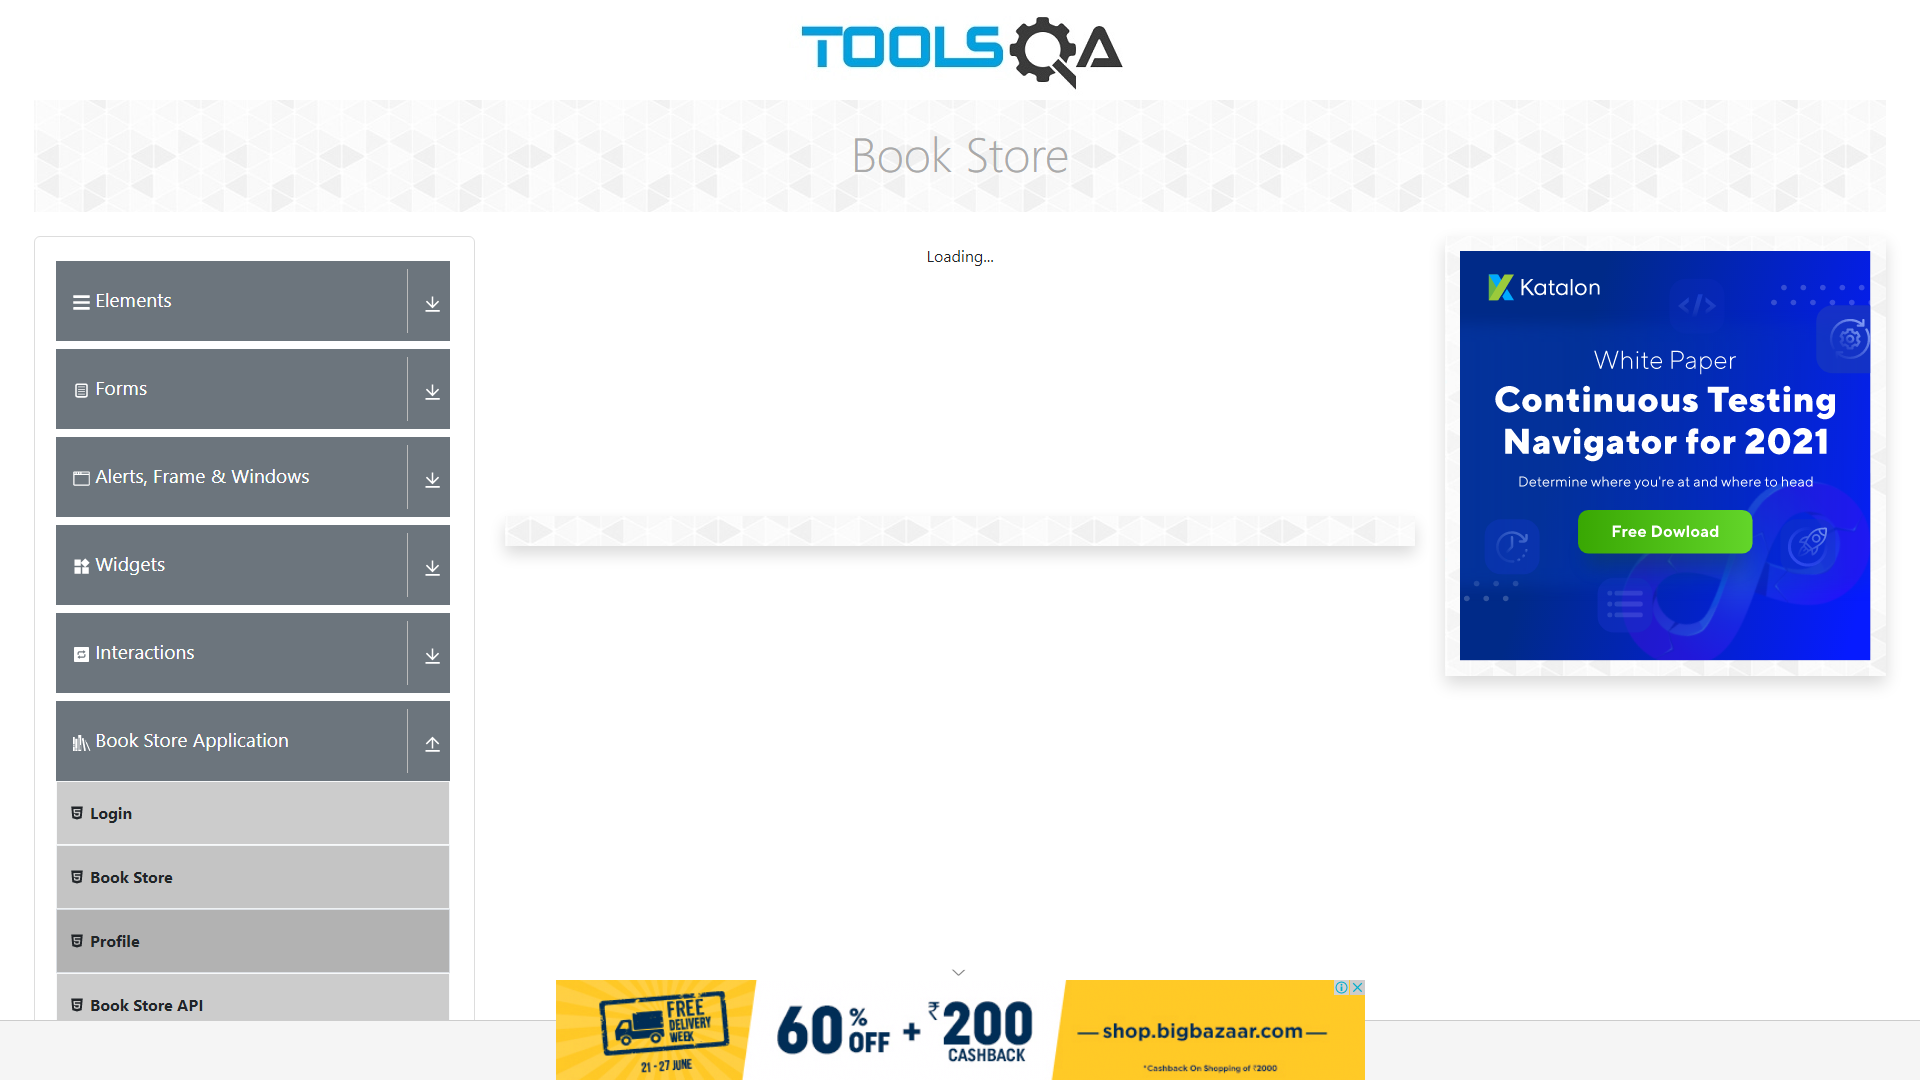 TOOLSQA
Book Store
Elements
Forms
Alerts, Frame & Windows
Widgets
Interactions
Book Store Application
Login
Book Store
Profile
Book Store API
Loading...
Katalon
White Paper
Continuous Testing
Navigator for 2021
Determine where you're at and where to head
Free Dowload
FREE
DELIVERY
WEEK
21 - 27 JUNE
60% OFF + ₹200 CASHBACK
shop.bigbazaar.com
*Cashback On Shopping of ₹2000